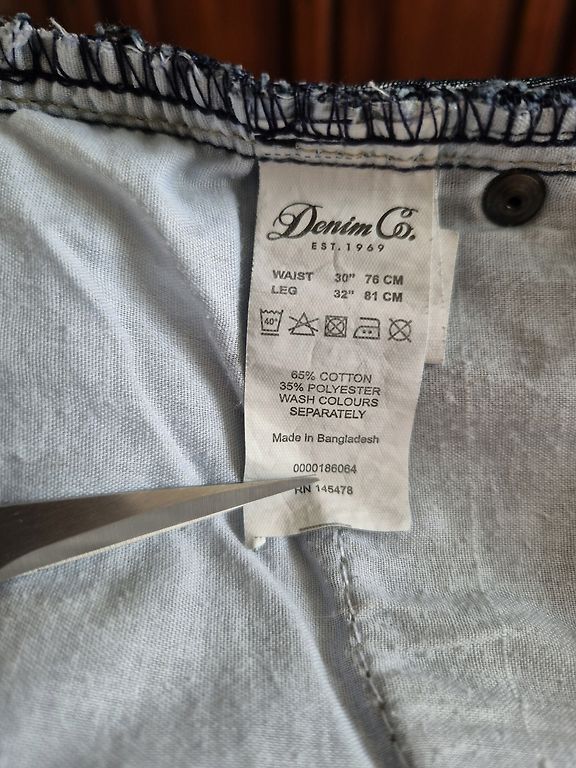 Denim Co.
EST. 1969
WAIST 30" 76 CM
LEG 32" 81 CM
40°
65% COTTON
35% POLYESTER
WASH COLOURS
SEPARATELY
Made in Bangladesh
0000186064
RN 145478